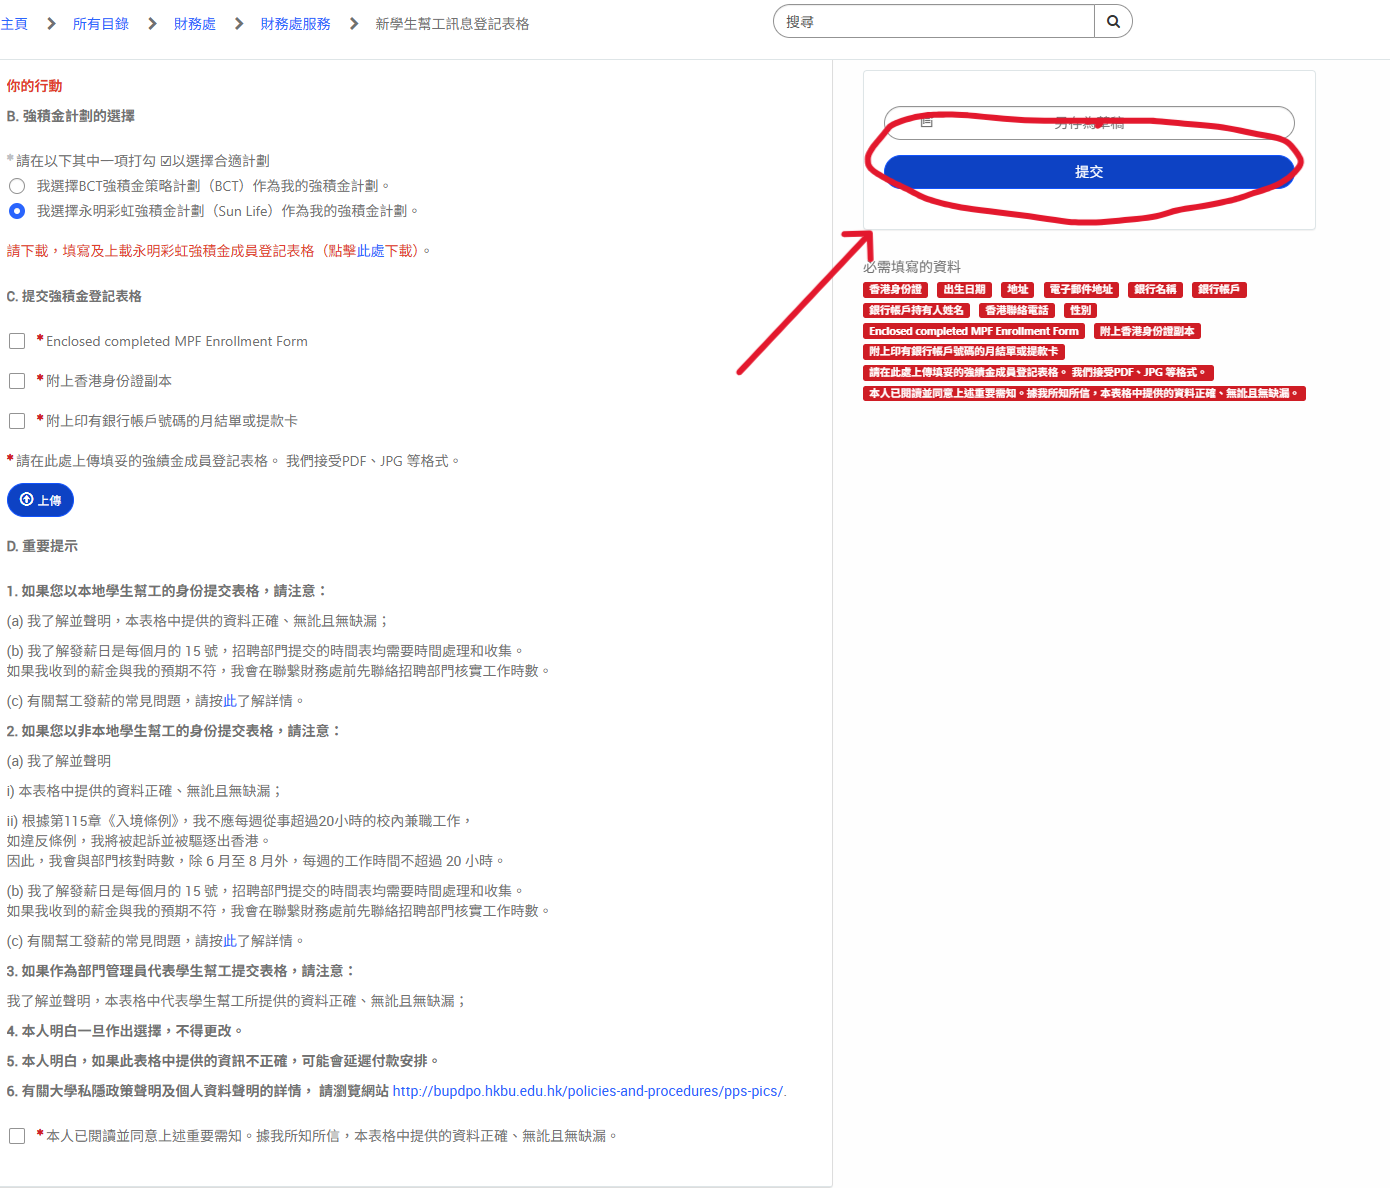 主頁 > 所有目錄 > 財務處 > 財務處服務 > 新學生幫工訊息登記表格
搜尋
你的行動
B. 強積金計劃的選擇
*請在以下其中一項打勾 ☑以選擇合適計劃
我選擇BCT強積金策略計劃（BCT）作為我的強積金計劃。
我選擇永明彩虹強積金計劃（Sun Life）作為我的強積金計劃。
請下載，填寫及上載永明彩虹強積金成員登記表格（點擊此處下載）。
C. 提交強積金登記表格
*Enclosed completed MPF Enrollment Form
*附上香港身份證副本
*附上印有銀行帳戶號碼的月結單或提款卡
*請在此處上傳填妥的強績金成員登記表格。 我們接受PDF、JPG 等格式。
上傳
D. 重要提示
1. 如果您以本地學生幫工的身份提交表格，請注意：
(a) 我了解並聲明，本表格中提供的資料正確、無訛且無缺漏；
(b) 我了解發薪日是每個月的 15 號，招聘部門提交的時間表均需要時間處理和收集。
如果我收到的薪金與我的預期不符，我會在聯繫財務處前先聯絡招聘部門核實工作時數。
(c) 有關幫工發薪的常見問題，請按此了解詳情。
2. 如果您以非本地學生幫工的身份提交表格，請注意：
(a) 我了解並聲明
i) 本表格中提供的資料正確、無訛且無缺漏；
ii) 根據第115章《入境條例》，我不應每週從事超過20小時的校內兼職工作，
如違反條例，我將被起訴並被驅逐出香港。
因此，我會與部門核對時數，除 6 月至 8 月外，每週的工作時間不超過 20 小時。
(b) 我了解發薪日是每個月的 15 號，招聘部門提交的時間表均需要時間處理和收集。
如果我收到的薪金與我的預期不符，我會在聯繫財務處前先聯絡招聘部門核實工作時數。
(c) 有關幫工發薪的常見問題，請按此了解詳情。
3. 如果作為部門管理員代表學生幫工提交表格，請注意：
我了解並聲明，本表格中代表學生幫工所提供的資料正確、無訛且無缺漏；
4. 本人明白一旦作出選擇，不得更改。
5. 本人明白，如果此表格中提供的資訊不正確，可能會延遲付款安排。
6. 有關大學私隱政策聲明及個人資料聲明的詳情， 請瀏覽網站 http://bupdpo.hkbu.edu.hk/policies-and-procedures/pps-pics/.
*本人已閱讀並同意上述重要需知。據我所知所信，本表格中提供的資料正確、無訛且無缺漏。
另存為草稿
提交
必需填寫的資料
香港身份證 出生日期 地址 電子郵件地址 銀行名稱 銀行帳戶
銀行帳戶持有人姓名 香港聯絡電話 性別
Enclosed completed MPF Enrollment Form 附上香港身份證副本
附上印有銀行帳戶號碼的月結單或提款卡
請在此處上傳填妥的強績金成員登記表格。 我們接受PDF、JPG 等格式。
本人已閱讀並同意上述重要需知。據我所知所信，本表格中提供的資料正確、無訛且無缺漏。